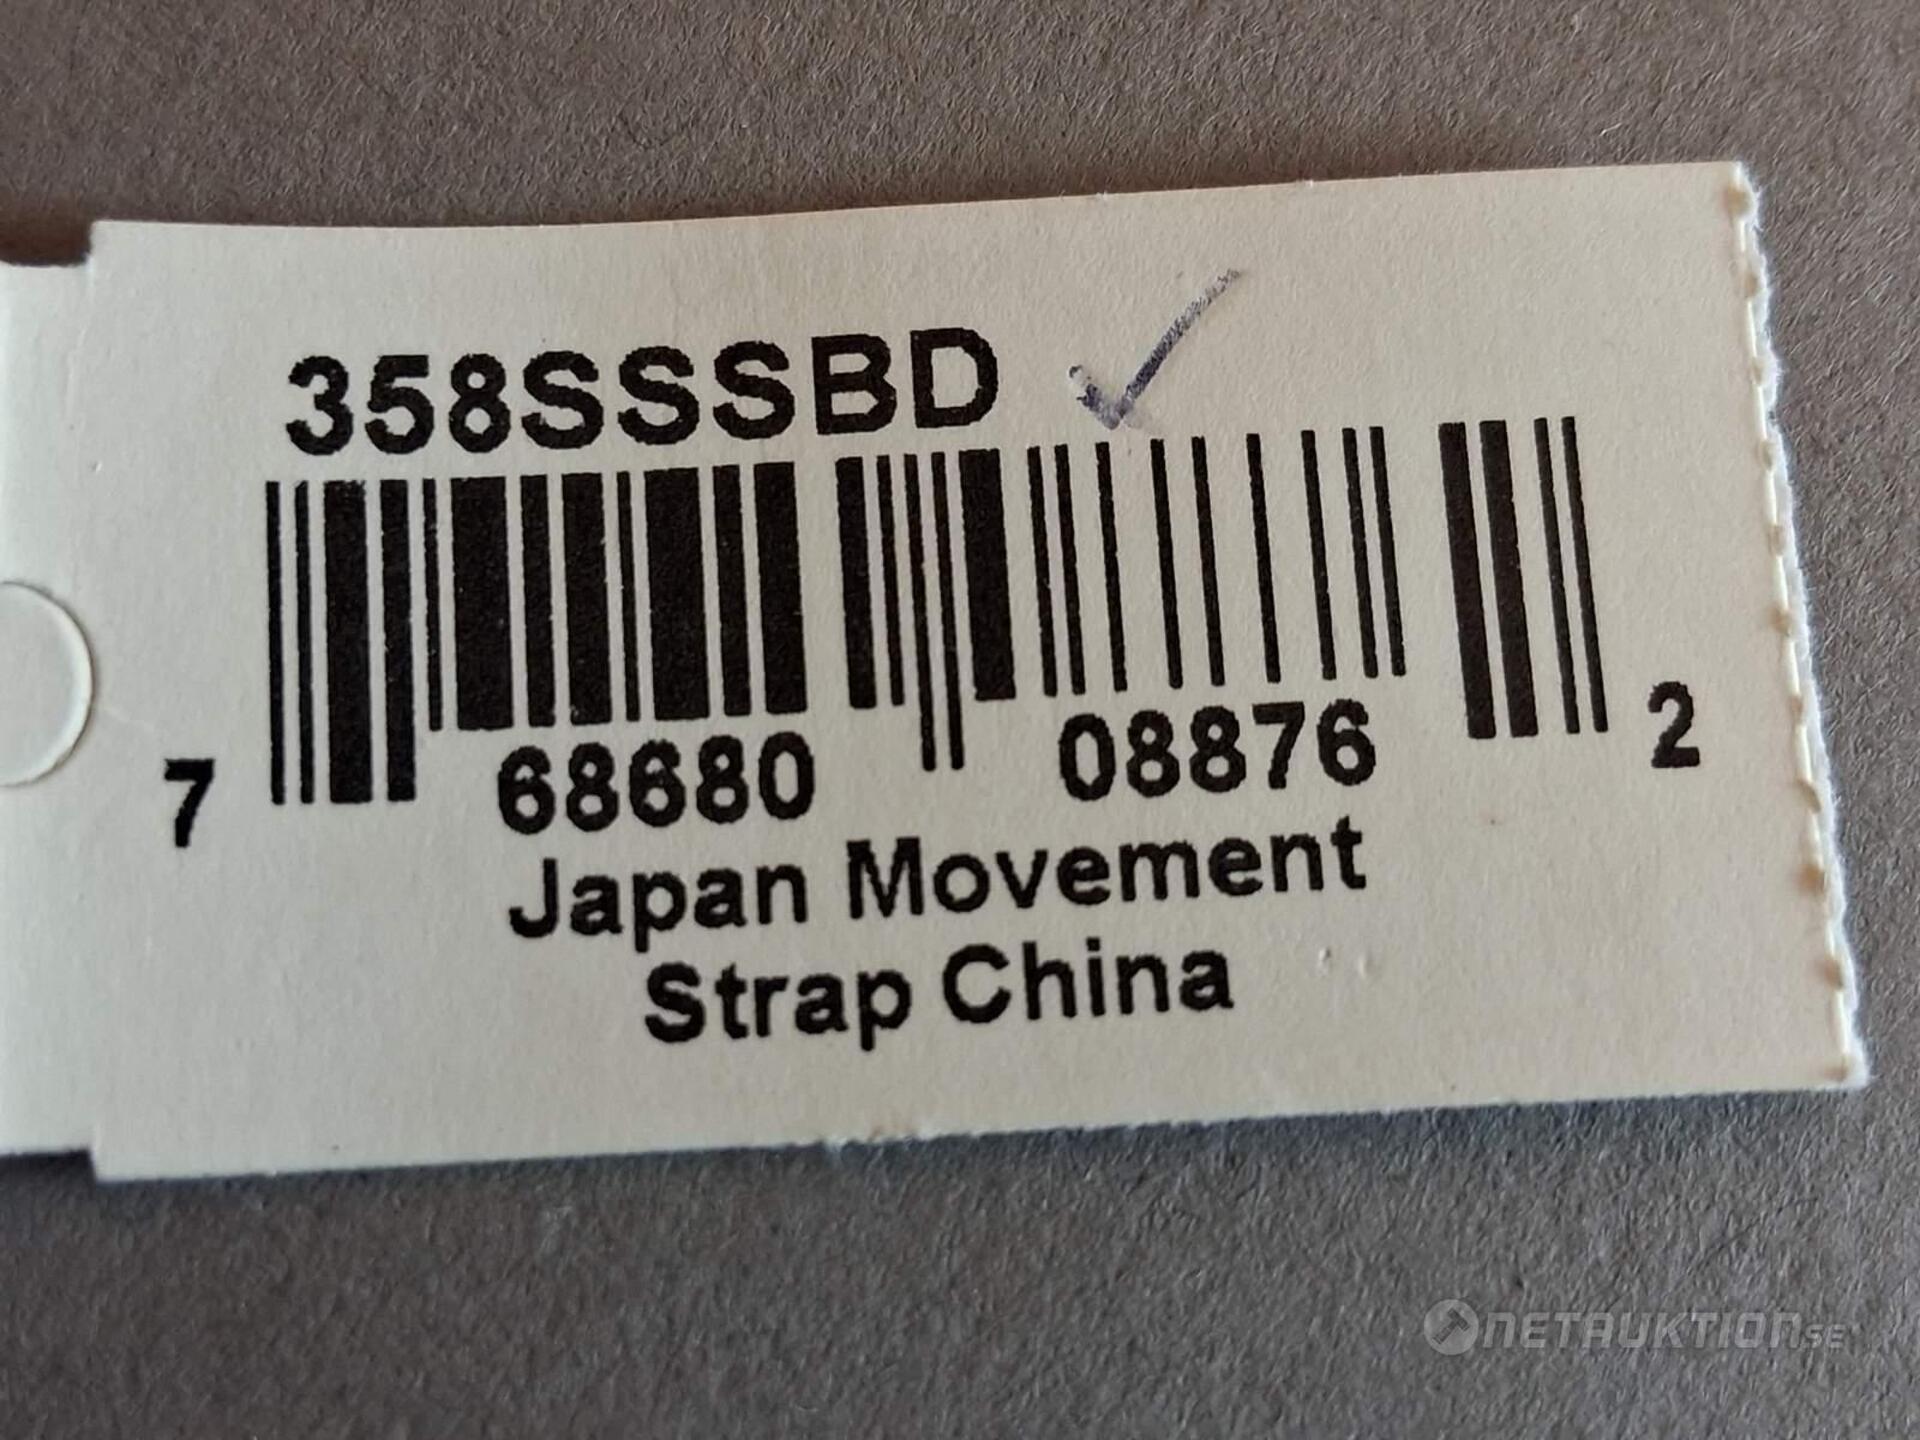 358SSSBD
7 68680 08876 2
Japan Movement
Strap China
NETAUKTION.SE